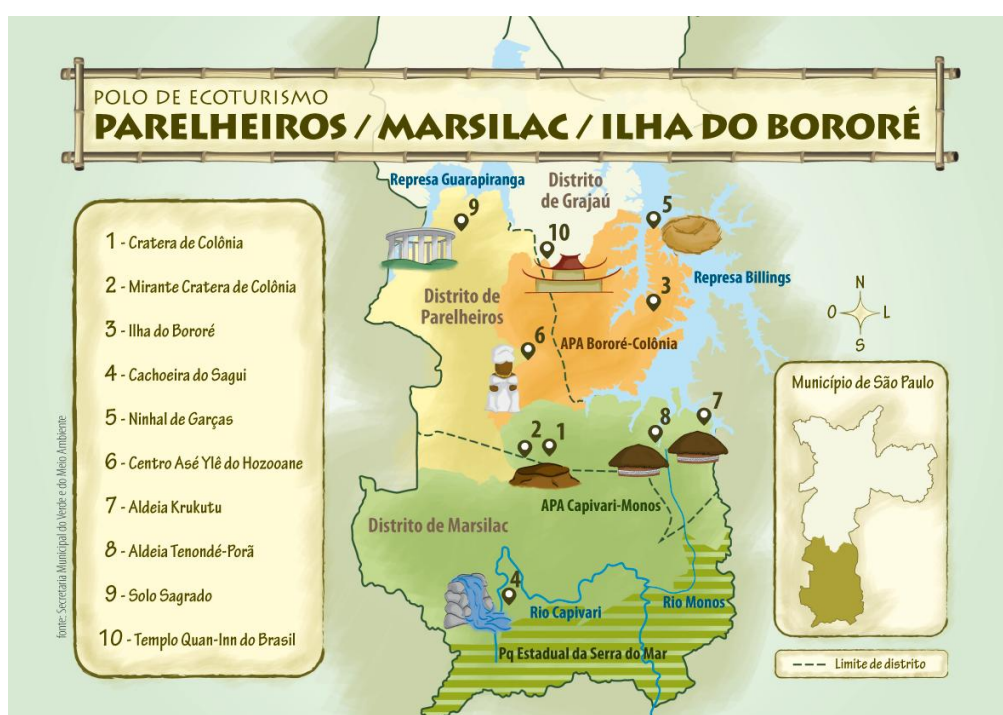 POLO DE ECOTURISMO
PARELHEIROS / MARSILAC / ILHA DO BORORÉ
1 - Cratera de Colônia
2 - Mirante Cratera de Colônia
3 - Ilha do Bororé
4 - Cachoeira do Sagui
5 - Ninhal de Garças
6 - Centro Asé Ylê do Hozooane
7 - Aldeia Krukutu
8 - Aldeia Tenondé-Porã
9 - Solo Sagrado
10 - Templo Quan-Inn do Brasil
fonte: Secretaria Municipal do Verde e do Meio Ambiente
Represa Guarapiranga
Distrito
de Grajaú
9
5
10
Represa Billings
Distrito de
Parelheiros
3
6
APA Bororé-Colônia
7
8
2
1
APA Capivari-Monos
Distrito de Marsilac
4
Rio Capivari
Rio Monos
Pq Estadual da Serra do Mar
N
O
L
S
Município de São Paulo
Limite de distrito